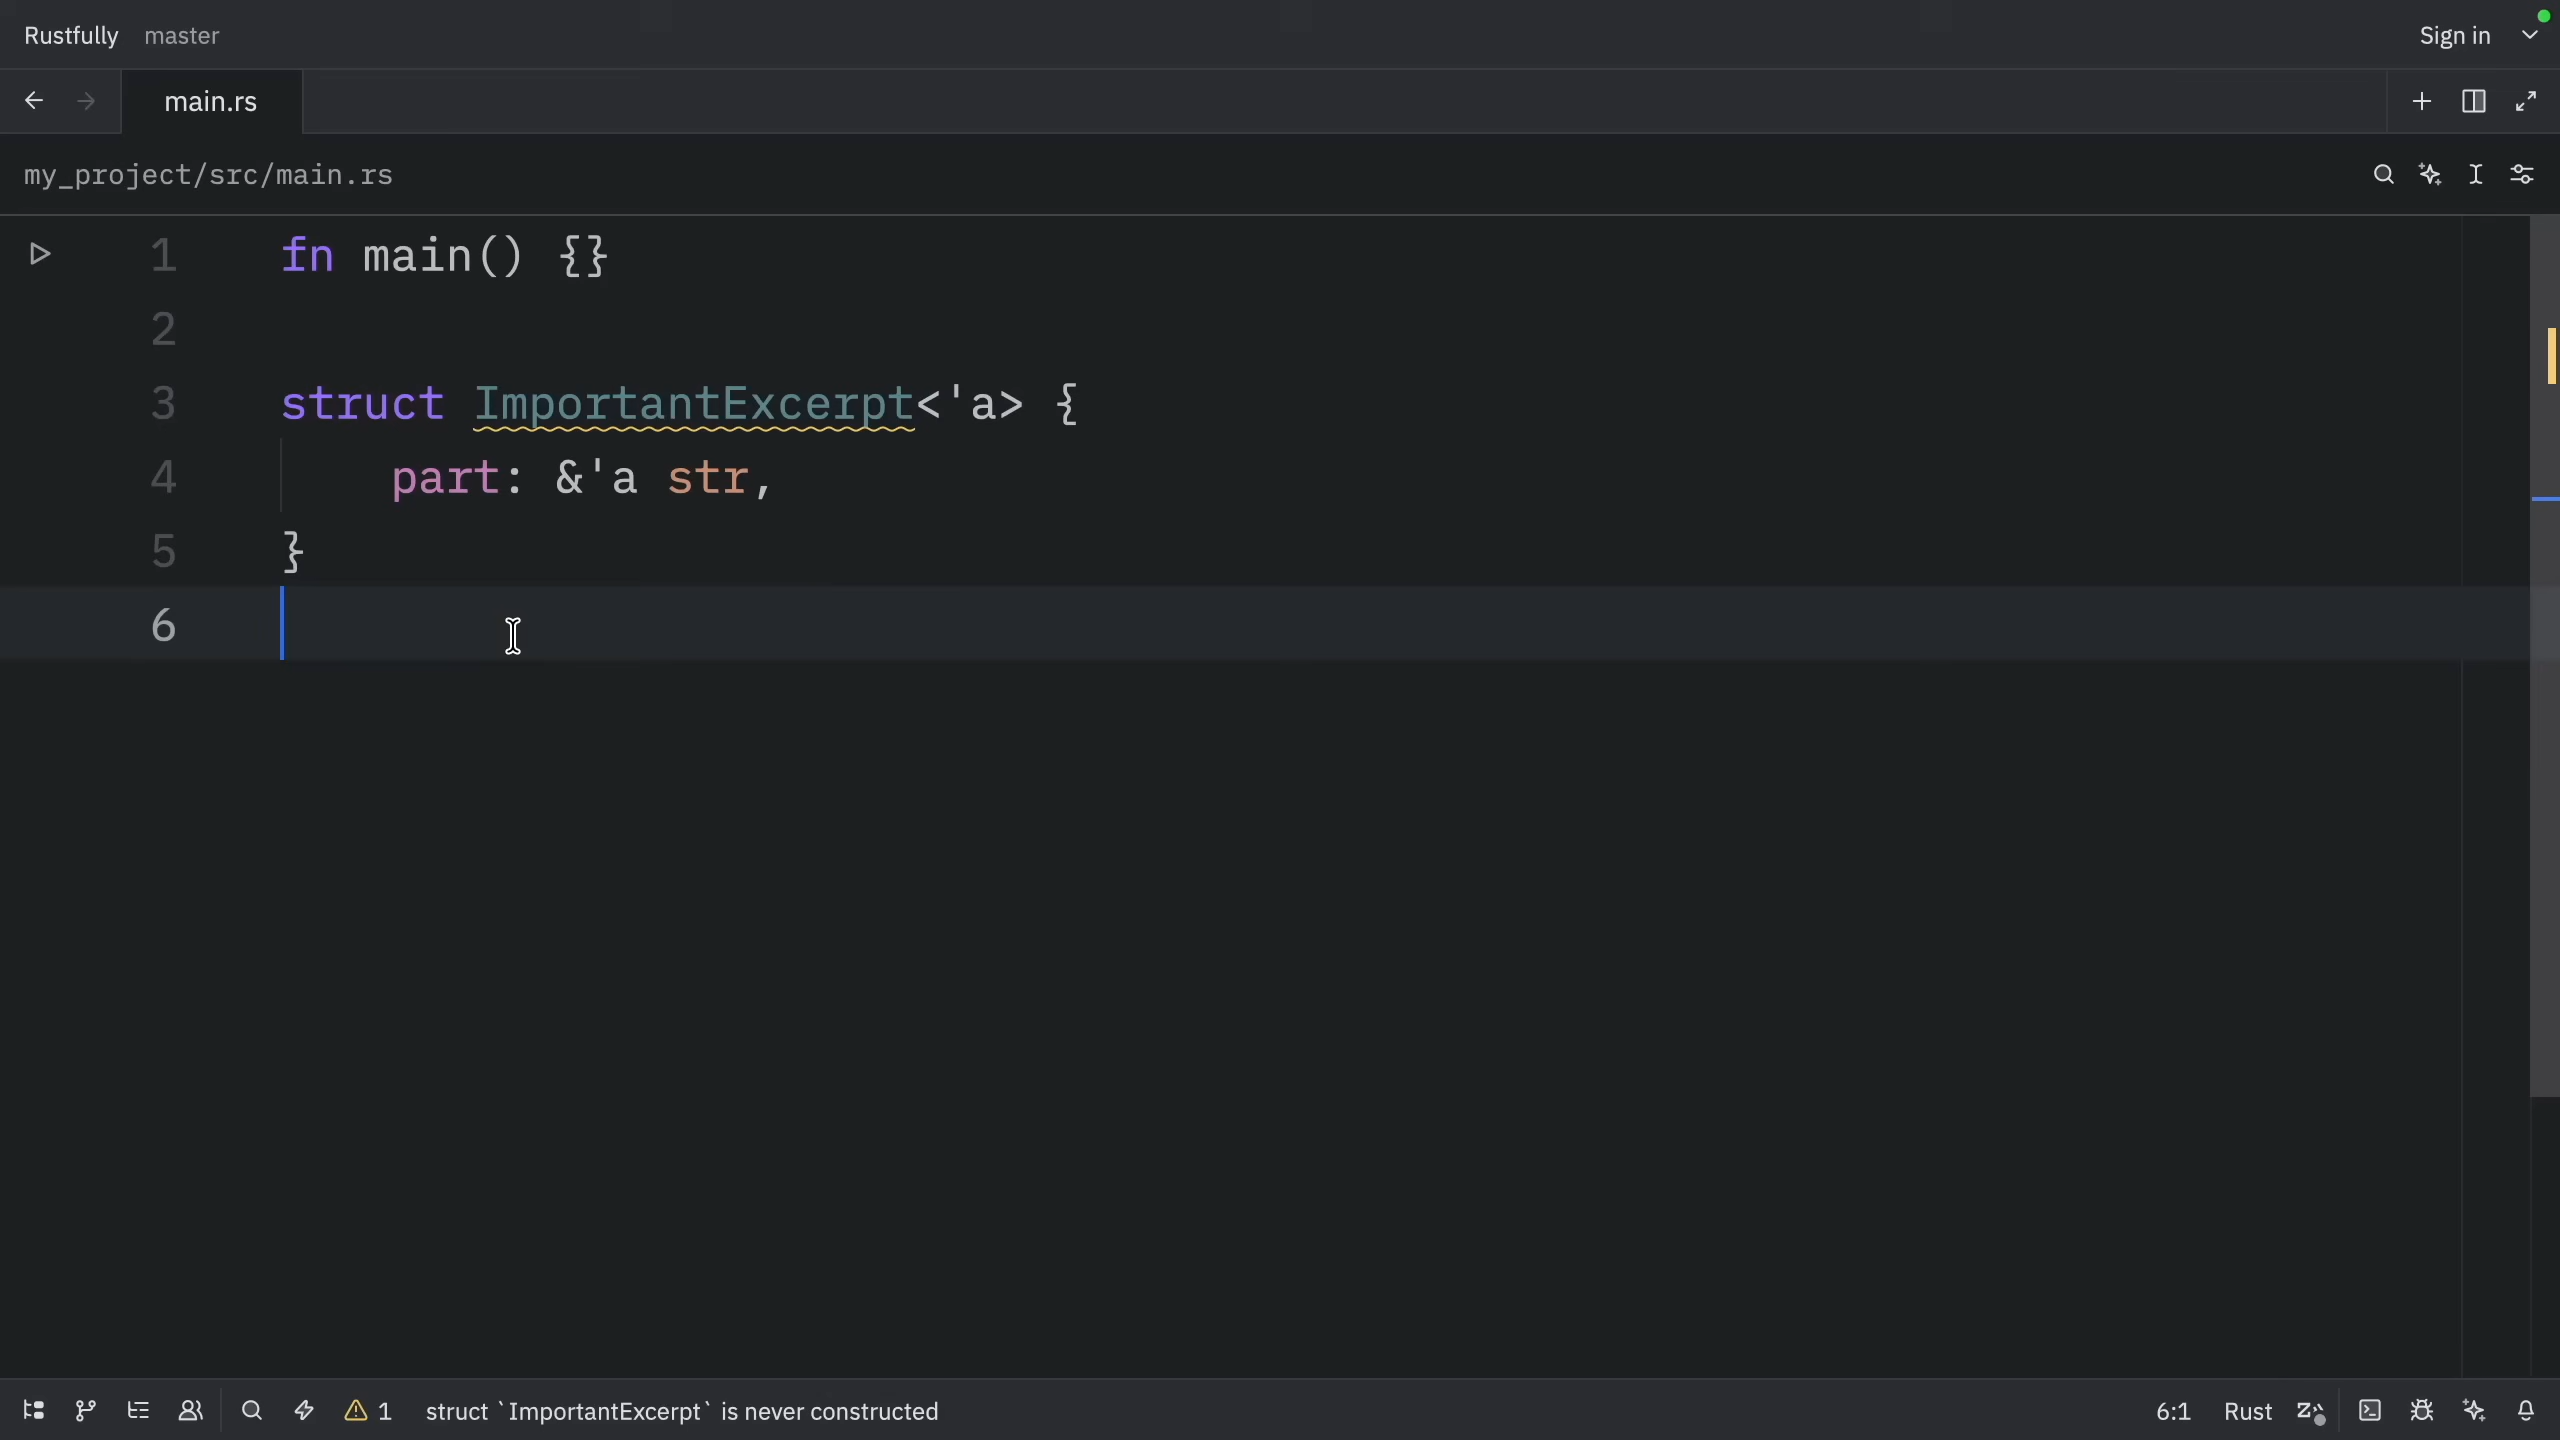 Rustfully master Sign in
main.rs
my_project/src/main.rs
1 fn main() {}
2
3 struct ImportantExcerpt<'a> {
4 part: &'a str,
5 }
6
1 struct `ImportantExcerpt` is never constructed 6:1 Rust